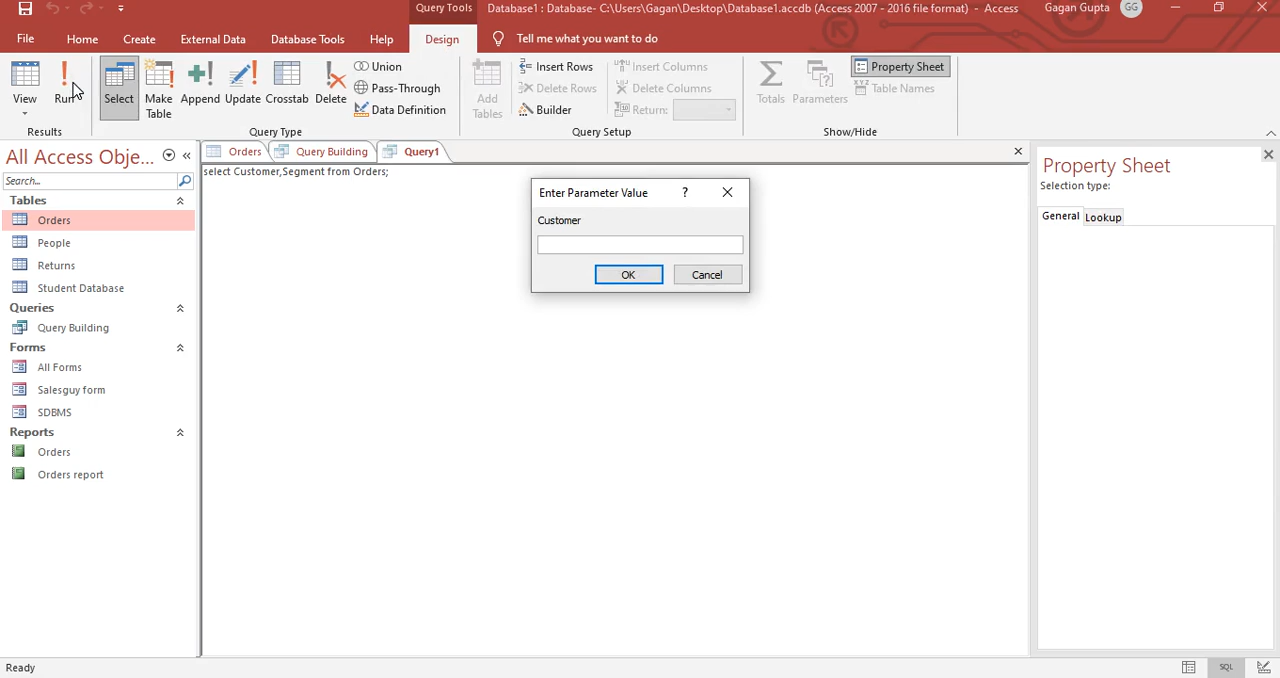 Query Tools
Database1 : Database- C:\Users\Gagan\Desktop\Database1.accdb (Access 2007 - 2016 file format)  -  Access
Gagan Gupta
GG
File
Home
Create
External Data
Database Tools
Help
Design
Tell me what you want to do
View
Run
Results
Select
Make Table
Append
Update
Crosstab
Delete
Union
Pass-Through
Data Definition
Query Type
Add Tables
Insert Rows
Delete Rows
Builder
Insert Columns
Delete Columns
Return:
Query Setup
Totals
Parameters
Property Sheet
Table Names
Show/Hide
All Access Obje...
Search...
Tables
Orders
People
Returns
Student Database
Queries
Query Building
Forms
All Forms
Salesguy form
SDBMS
Reports
Orders
Orders report
Orders
Query Building
Query1
select Customer,Segment from Orders;
Enter Parameter Value
?
Customer
OK
Cancel
Property Sheet
Selection type:
General
Lookup
Ready
SQL